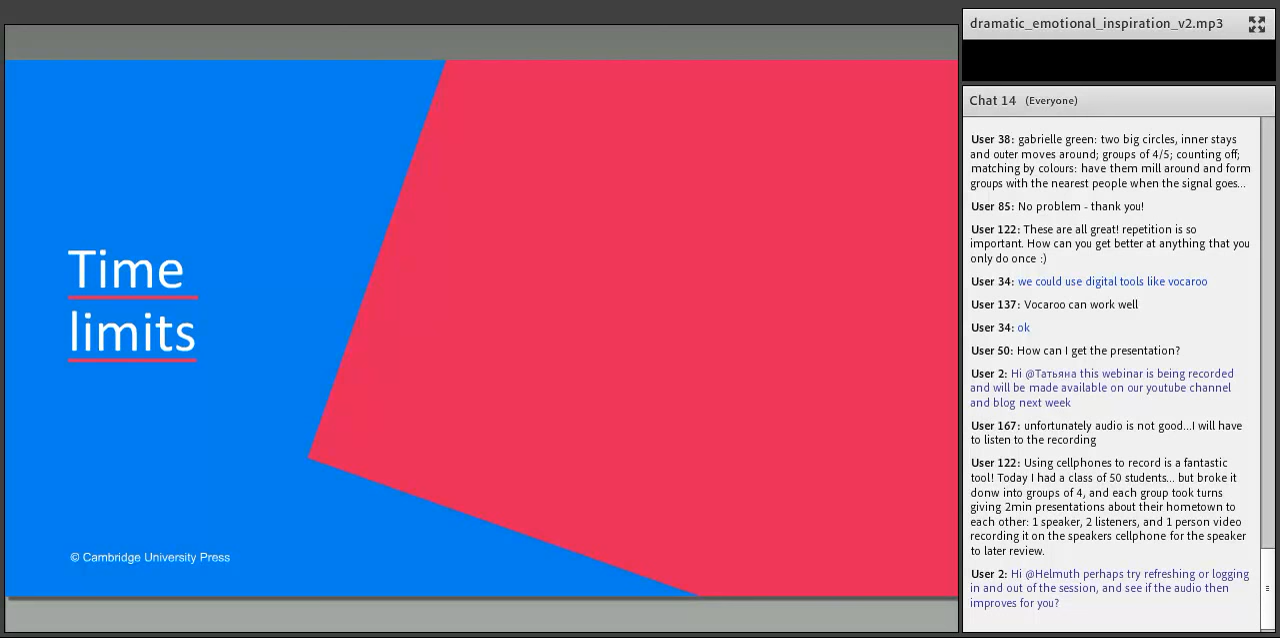 Time
limits
© Cambridge University Press
dramatic_emotional_inspiration_v2.mp3
Chat 14 (Everyone)
User 38: gabrielle green: two big circles, inner stays
and outer moves around; groups of 4/5; counting off;
matching by colours: have them mill around and form
groups with the nearest people when the signal goes...
User 85: No problem - thank you!
User 122: These are all great! repetition is so
important. How can you get better at anything that you
only do once :)
User 34: we could use digital tools like vocaroo
User 137: Vocaroo can work well
User 34: ok
User 50: How can I get the presentation?
User 2: Hi @Татьяна this webinar is being recorded
and will be made available on our youtube channel
and blog next week
User 167: unfortunately audio is not good...I will have
to listen to the recording
User 122: Using cellphones to record is a fantastic
tool! Today I had a class of 50 students... but broke it
donw into groups of 4, and each group took turns
giving 2min presentations about their hometown to
each other: 1 speaker, 2 listeners, and 1 person video
recording it on the speakers cellphone for the speaker
to later review.
User 2: Hi @Helmuth perhaps try refreshing or logging
in and out of the session, and see if the audio then
improves for you?